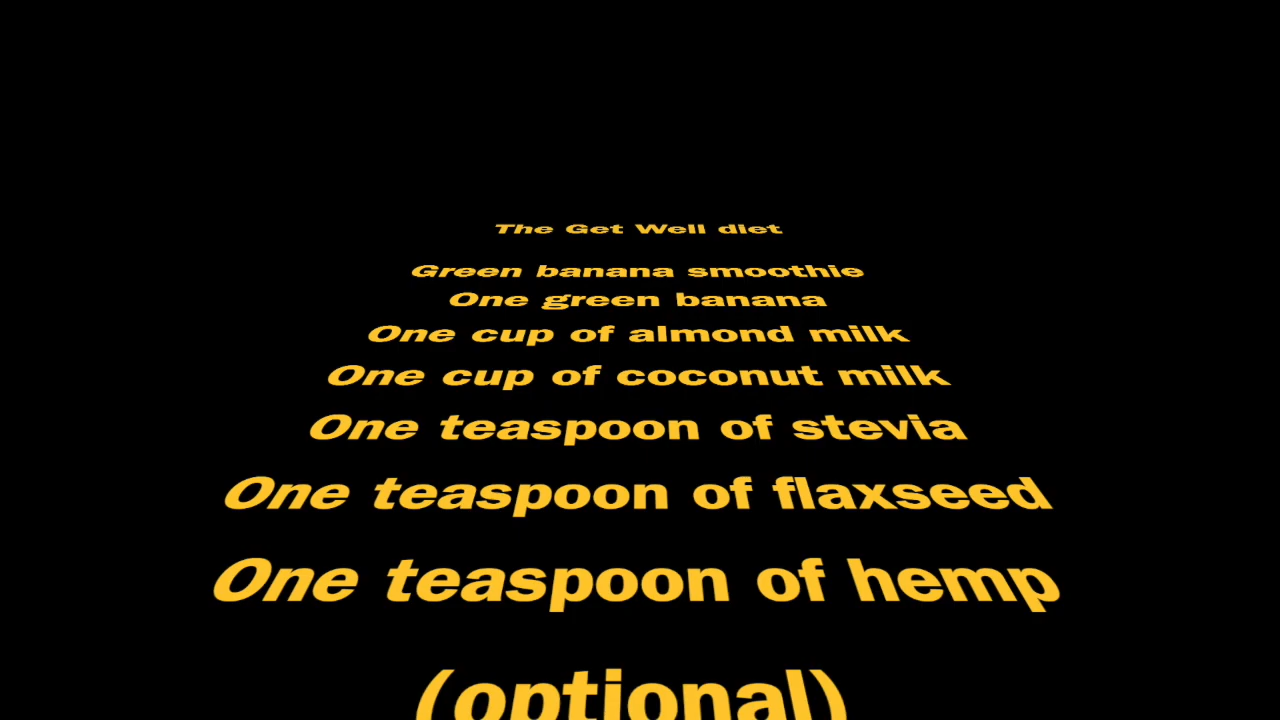 The Get Well diet
Green banana smoothie
One green banana
One cup of almond milk
One cup of coconut milk
One teaspoon of stevia
One teaspoon of flaxseed
One teaspoon of hemp
(optional)